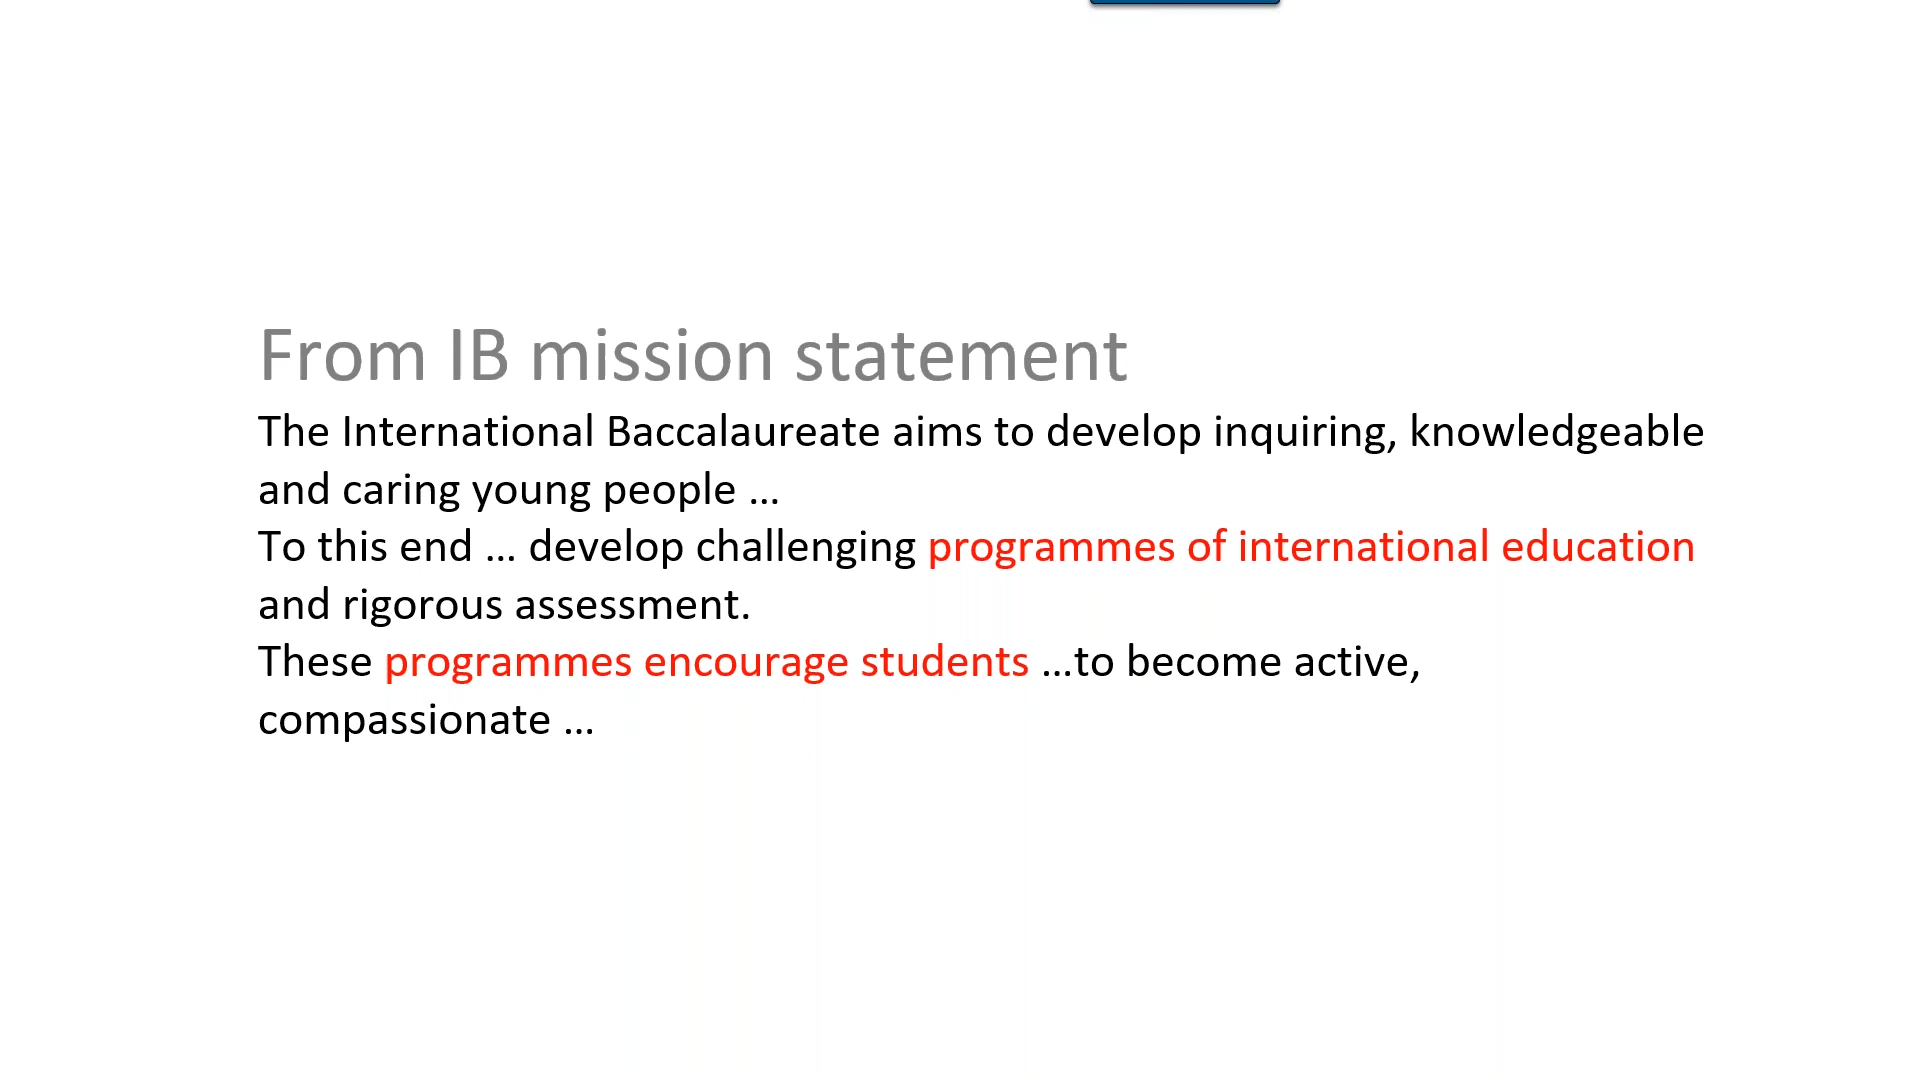 From IB mission statement
The International Baccalaureate aims to develop inquiring, knowledgeable
and caring young people ...
To this end ... develop challenging programmes of international education
and rigorous assessment.
These programmes encourage students ...to become active,
compassionate ...